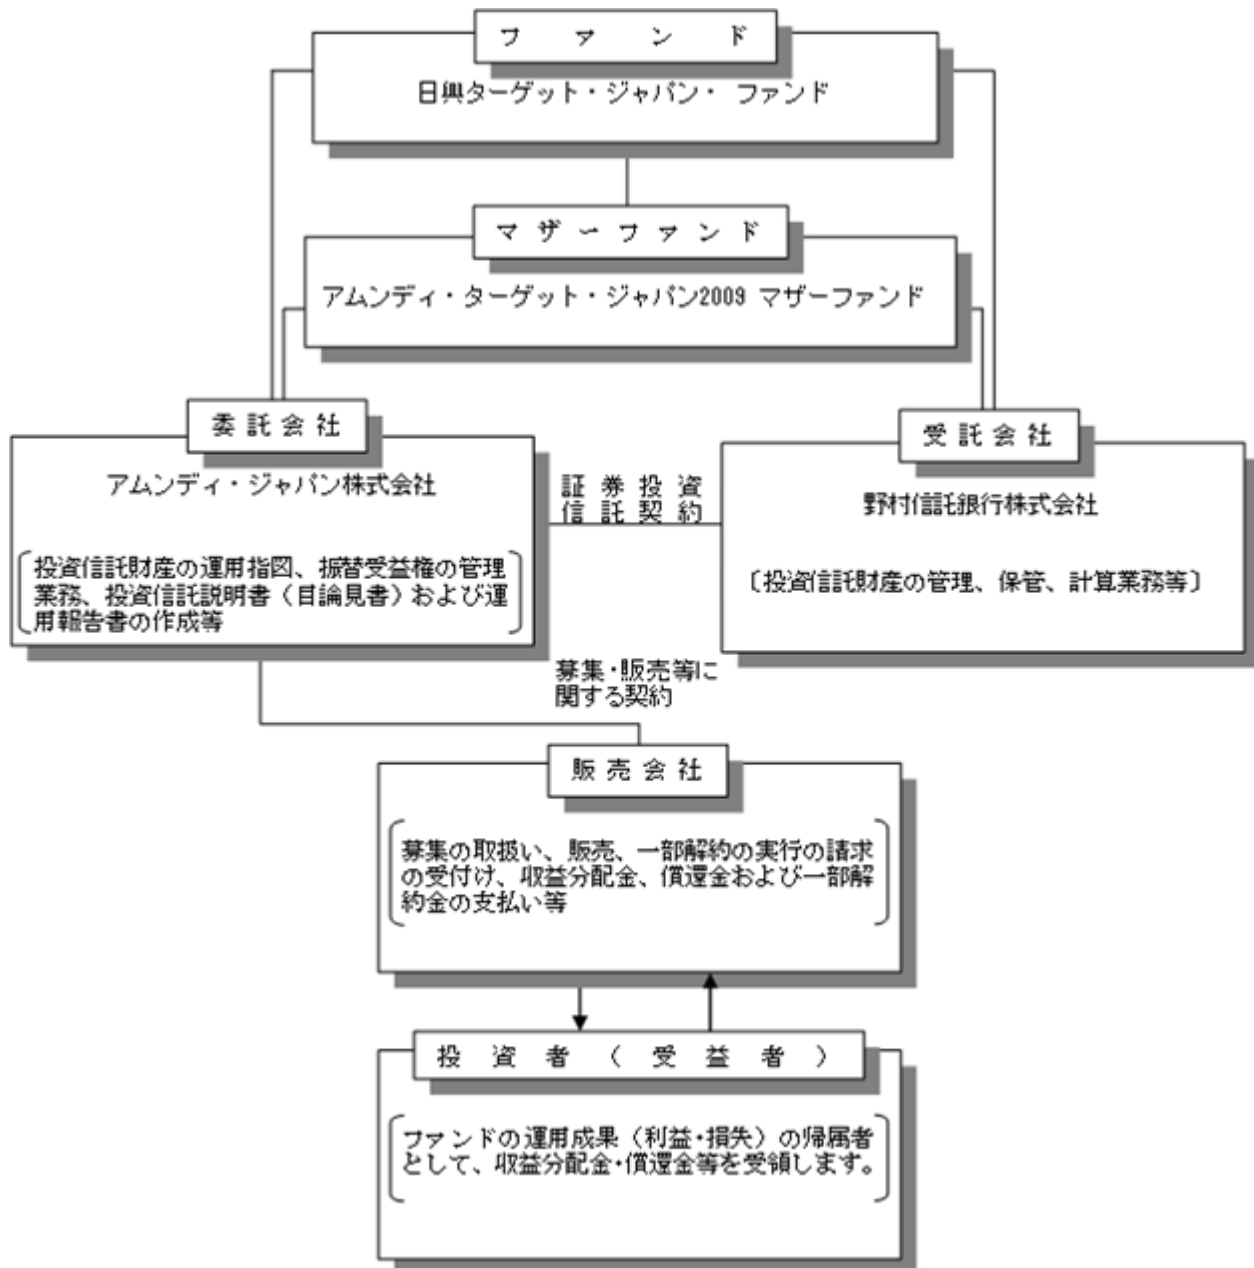 ファンド
日興ターゲット・ジャパン・ ファンド
マザーファンド
アムンディ・ターゲット・ジャパン2009 マザーファンド
委託会社
アムンディ・ジャパン株式会社
投資信託財産の運用指図、振替受益権の管理
業務、投資信託説明書（目論見書）および運
用報告書の作成等
証券投資
信託契約
受託会社
野村信託銀行株式会社
〔投資信託財産の管理、保管、計算業務等〕
募集・販売等に
関する契約
販売会社
募集の取扱い、販売、一部解約の実行の請求
の受付け、収益分配金、償還金および一部解
約金の支払い等
投資者（受益者）
ファンドの運用成果（利益・損失）の帰属者
として、収益分配金・償還金等を受領します。